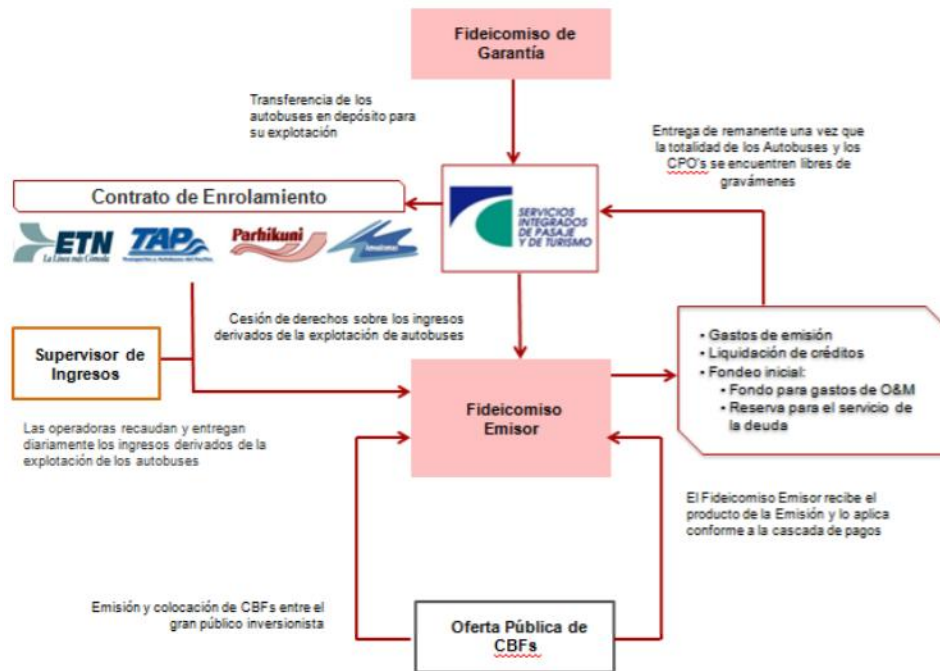 Fideicomiso de
Garantía
Transferencia de los
autobuses en depósito para
su explotación
Entrega de remanente una vez que
la totalidad de los Autobuses y los
CPO's se encuentren libres de
gravámenes
Contrato de Enrolamiento
ETN
La Línea más Cómoda
TAP
Parhikuni
SERVICIOS
INTEGRADOS
DE PASAJE
Y DE TURISMO
Cesión de derechos sobre los ingresos
derivados de la explotación de autobuses
Supervisor de
Ingresos
• Gastos de emisión
• Liquidación de créditos
• Fondeo inicial:
• Fondo para gastos de O&M
• Reserva para el servicio de
la deuda
Fideicomiso
Emisor
Las operadoras recaudan y entregan
diariamente los ingresos derivados de la
explotación de los autobuses
El Fideicomiso Emisor recibe el
producto de la Emisión y lo aplica
conforme a la cascada de pagos
Emisión y colocación de CBFs entre el
gran público inversionista
Oferta Pública de
CBFs